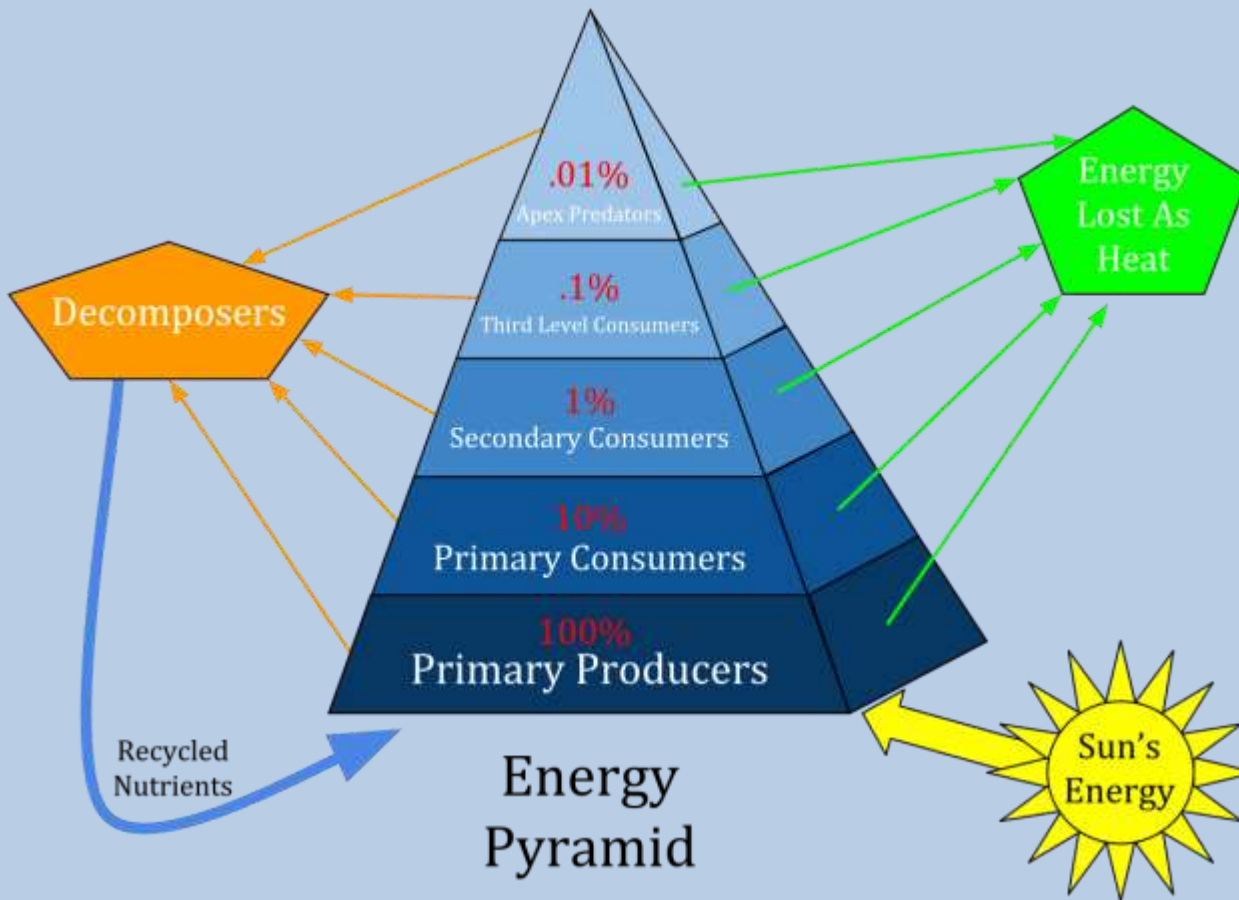 .01%
Apex Predators
Energy
Lost As
Heat
.1%
Third Level Consumers
Decomposers
1%
Secondary Consumers
10%
Primary Consumers
100%
Primary Producers
Recycled
Nutrients
Sun's
Energy
Energy
Pyramid